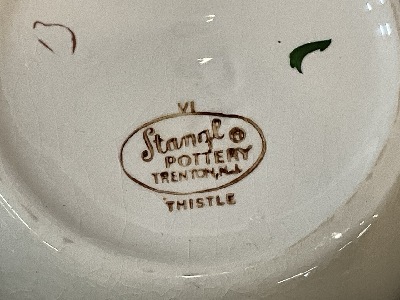 VI
Stangl ®
POTTERY
TRENTON, N.J.
THISTLE